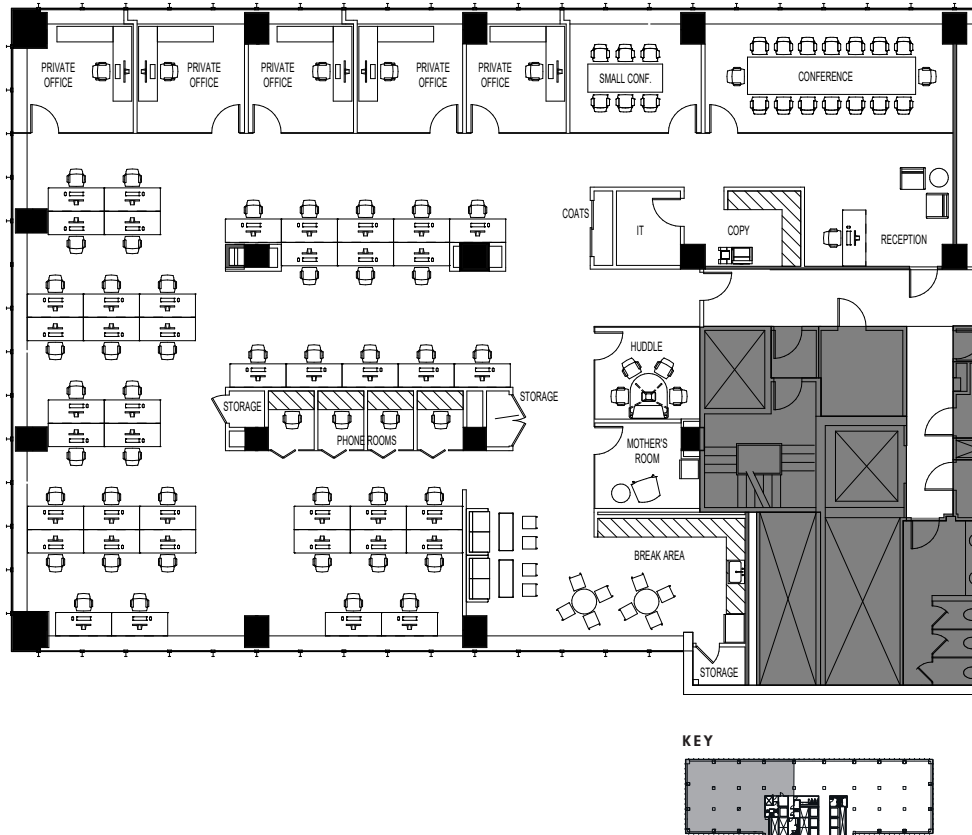 PRIVATE
OFFICE
PRIVATE
OFFICE
PRIVATE
OFFICE
PRIVATE
OFFICE
PRIVATE
OFFICE
SMALL CONF.
CONFERENCE
COATS
IT
COPY
RECEPTION
HUDDLE
STORAGE
STORAGE
PHONE ROOMS
MOTHER'S
ROOM
BREAK AREA
STORAGE
KEY